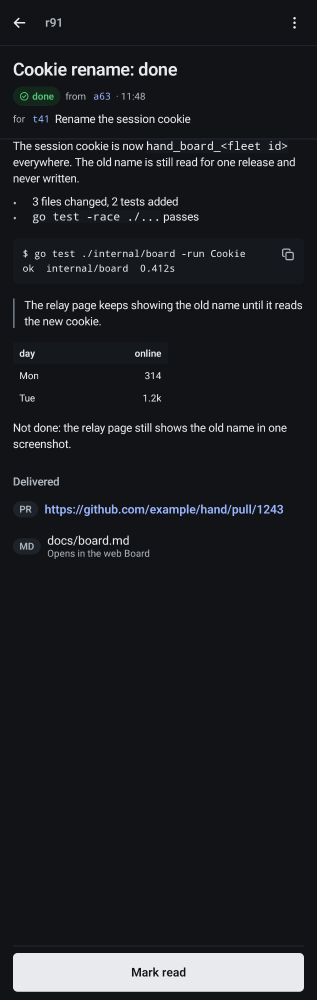 r91
Cookie rename: done
done from a63 · 11:48
for t41 Rename the session cookie
The session cookie is now hand_board_<fleet id>
everywhere. The old name is still read for one release and
never written.
• 3 files changed, 2 tests added
• go test -race ./... passes
$ go test ./internal/board -run Cookie
ok internal/board 0.412s
The relay page keeps showing the old name until it reads
the new cookie.
day online
Mon 314
Tue 1.2k
Not done: the relay page still shows the old name in one
screenshot.
Delivered
PR https://github.com/example/hand/pull/1243
MD docs/board.md
Opens in the web Board
Mark read